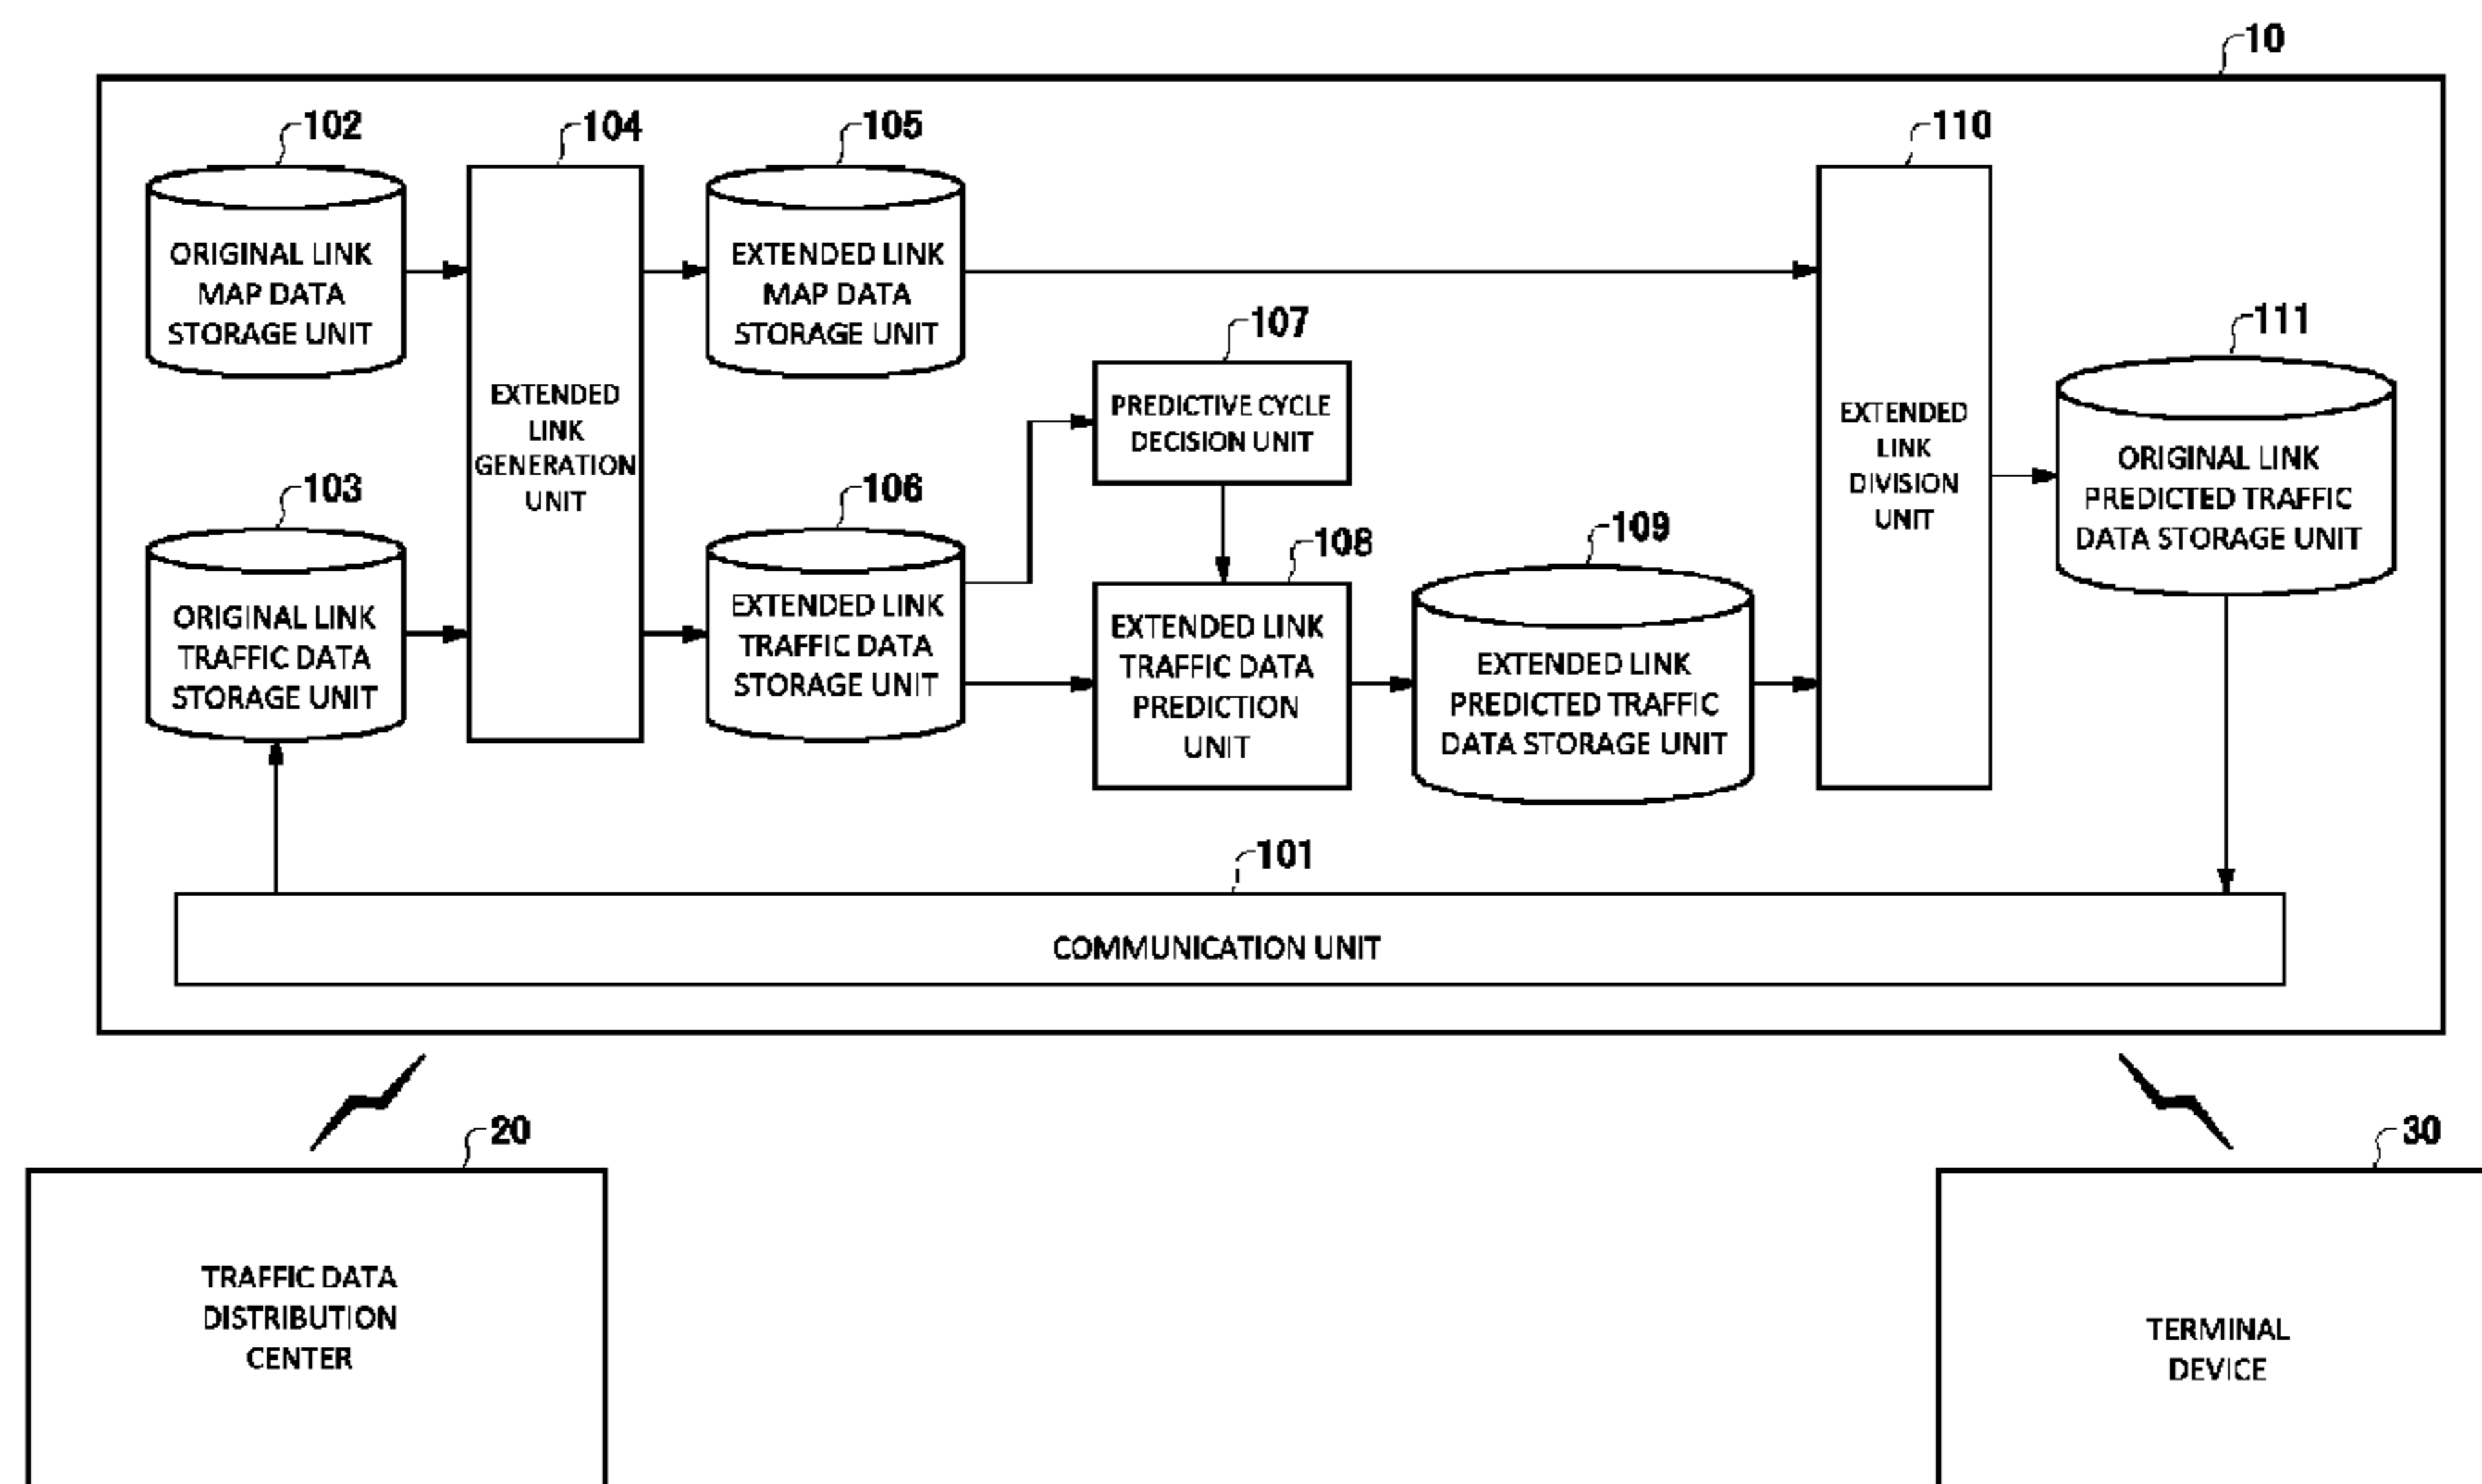 10
102
104
105
110
ORIGINAL LINK
MAP DATA
STORAGE UNIT
EXTENDED
LINK
GENERATION
UNIT
EXTENDED LINK
MAP DATA
STORAGE UNIT
107
PREDICTIVE CYCLE
DECISION UNIT
EXTENDED
LINK
DIVISION
UNIT
111
ORIGINAL LINK
PREDICTED TRAFFIC
DATA STORAGE UNIT
103
ORIGINAL LINK
TRAFFIC DATA
STORAGE UNIT
106
EXTENDED LINK
TRAFFIC DATA
STORAGE UNIT
108
EXTENDED LINK
TRAFFIC DATA
PREDICTION
UNIT
109
EXTENDED LINK
PREDICTED TRAFFIC
DATA STORAGE UNIT
101
COMMUNICATION UNIT
20
TRAFFIC DATA
DISTRIBUTION
CENTER
30
TERMINAL
DEVICE